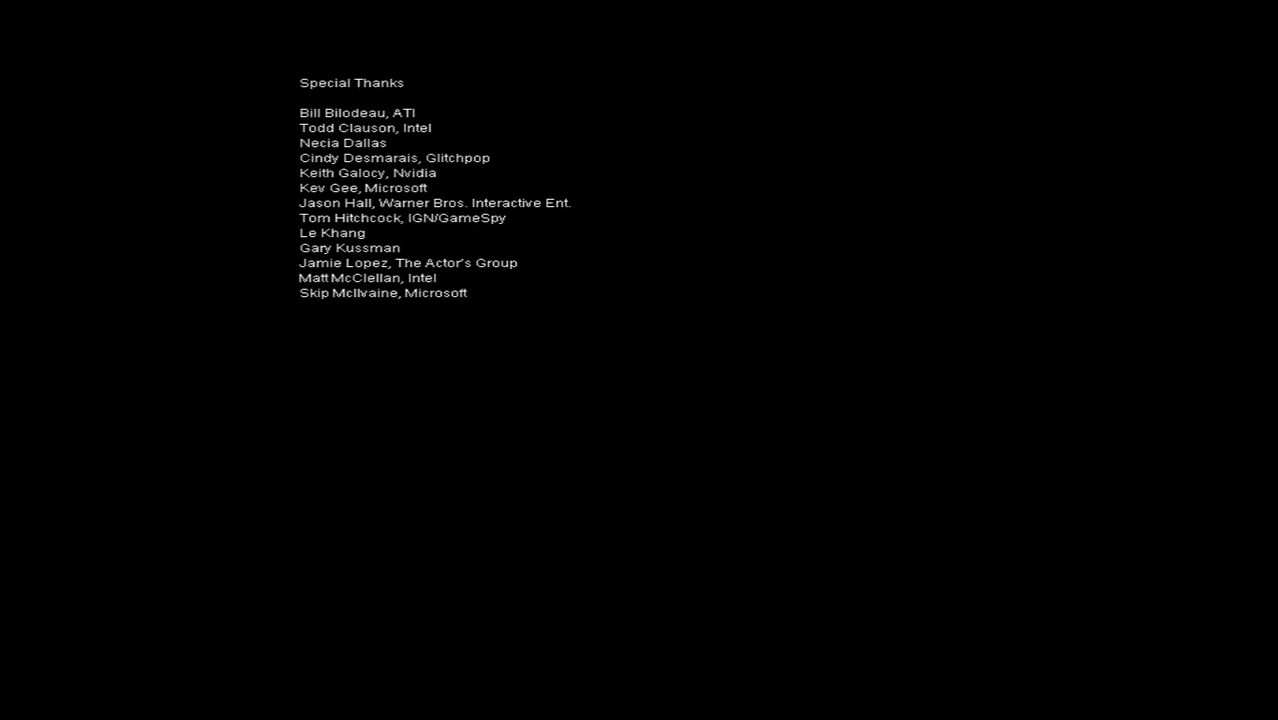 Special Thanks
Bill Bilodeau, ATI
Todd Clauson, Intel
Necia Dallas
Cindy Desmarais, Glitchpop
Keith Galocy, Nvidia
Kev Gee, Microsoft
Jason Hall, Warner Bros. Interactive Ent.
Tom Hitchcock, IGN/GameSpy
Le Khang
Gary Kussman
Jamie Lopez, The Actor's Group
Matt McClellan, Intel
Skip McIlvaine, Microsoft